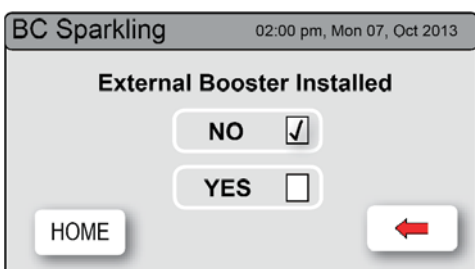 BC Sparkling 02:00 pm, Mon 07, Oct 2013
External Booster Installed
NO
YES
HOME